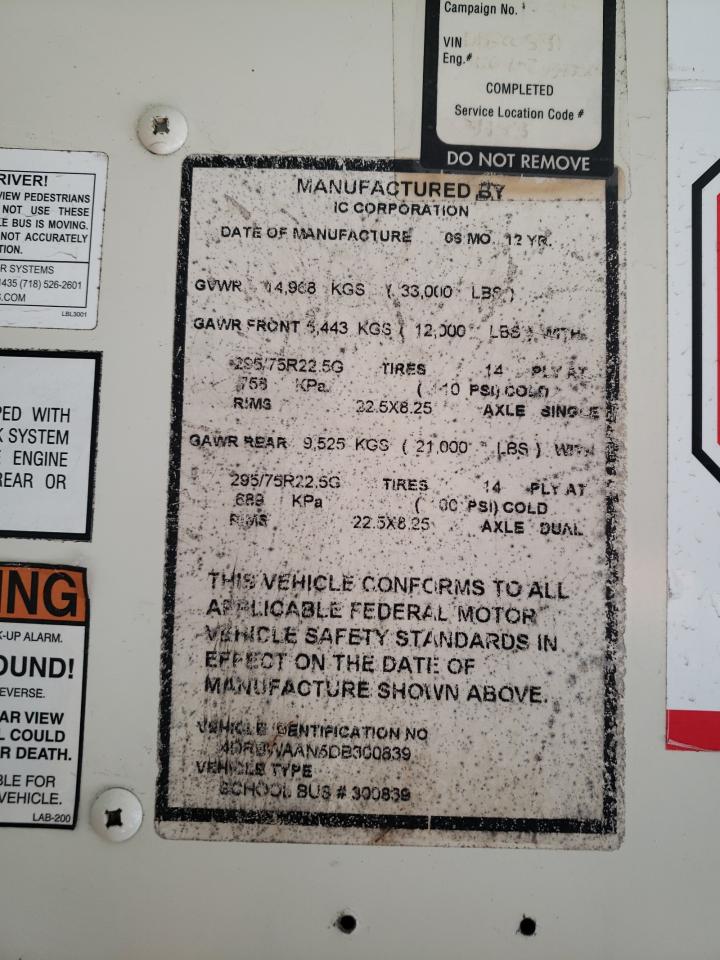 Campaign No.
VIN
Eng.#
COMPLETED
Service Location Code #
DO NOT REMOVE
RIVER!
VIEW PEDESTRIANS
NOT USE THESE
E BUS IS MOVING.
NOT ACCURATELY
TION.
R SYSTEMS
1435 (718) 526-2601
S.COM
LBL3001
PED WITH
K SYSTEM
E ENGINE
REAR OR
NG
K-UP ALARM.
OUND!
EVERSE.
AR VIEW
L COULD
R DEATH.
BLE FOR
VEHICLE.
LAB-200
MANUFACTURED BY
IC CORPORATION
DATE OF MANUFACTURE 06 MO. 12 YR.
GVWR 14,968 KGS ( 33,000 LBS )
GAWR FRONT 5,443 KGS ( 12,000 LBS ) WITH
295/75R22.5G TIRES 14 PLY AT
758 KPa ( 110 PSI) COLD
RIMS 22.5X8.25 AXLE SINGLE
GAWR REAR 9,525 KGS ( 21,000 LBS ) WITH
295/75R22.5G TIRES 14 PLY AT
689 KPa ( 100 PSI) COLD
RIMS 22.5X8.25 AXLE DUAL
THIS VEHICLE CONFORMS TO ALL
APPLICABLE FEDERAL MOTOR
VEHICLE SAFETY STANDARDS IN
EFFECT ON THE DATE OF
MANUFACTURE SHOWN ABOVE.
VEHICLE IDENTIFICATION NO
VEHICLE TYPE
SCHOOL BUS # 300839